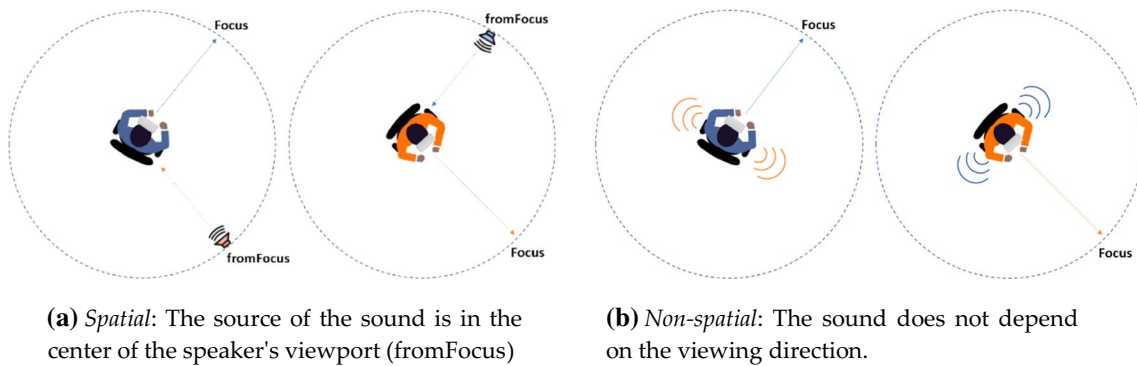 Focus
fromFocus
fromFocus
Focus
Focus
Focus
(a) Spatial: The source of the sound is in the
center of the speaker's viewport (fromFocus)
(b) Non-spatial: The sound does not depend
on the viewing direction.